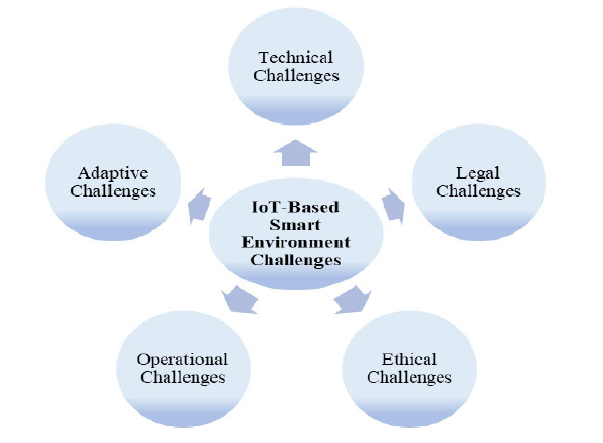 Technical
Challenges
Adaptive
Challenges
Legal
Challenges
IoT-Based
Smart
Environment
Challenges
Operational
Challenges
Ethical
Challenges